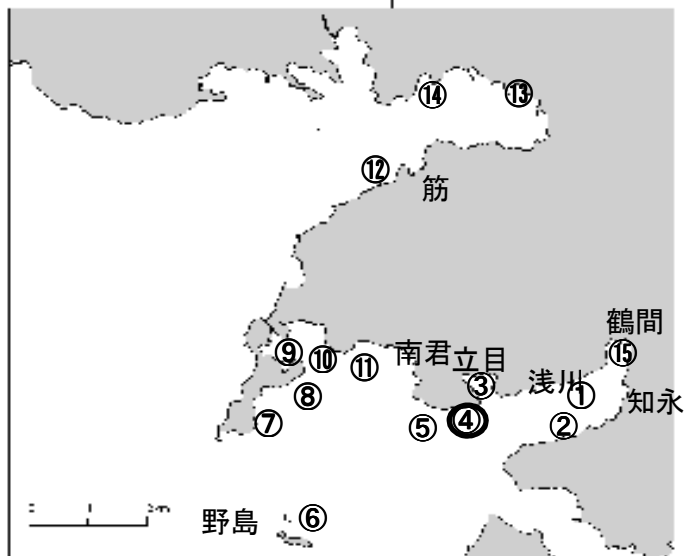 ⑭ ⑬
⑫
筋
鶴間
⑨ ⑩ ⑪ 南君 立目 ⑮
⑧ ③ 浅川 ① 知永
⑦ ⑤ ④ ②
野島 ⑥